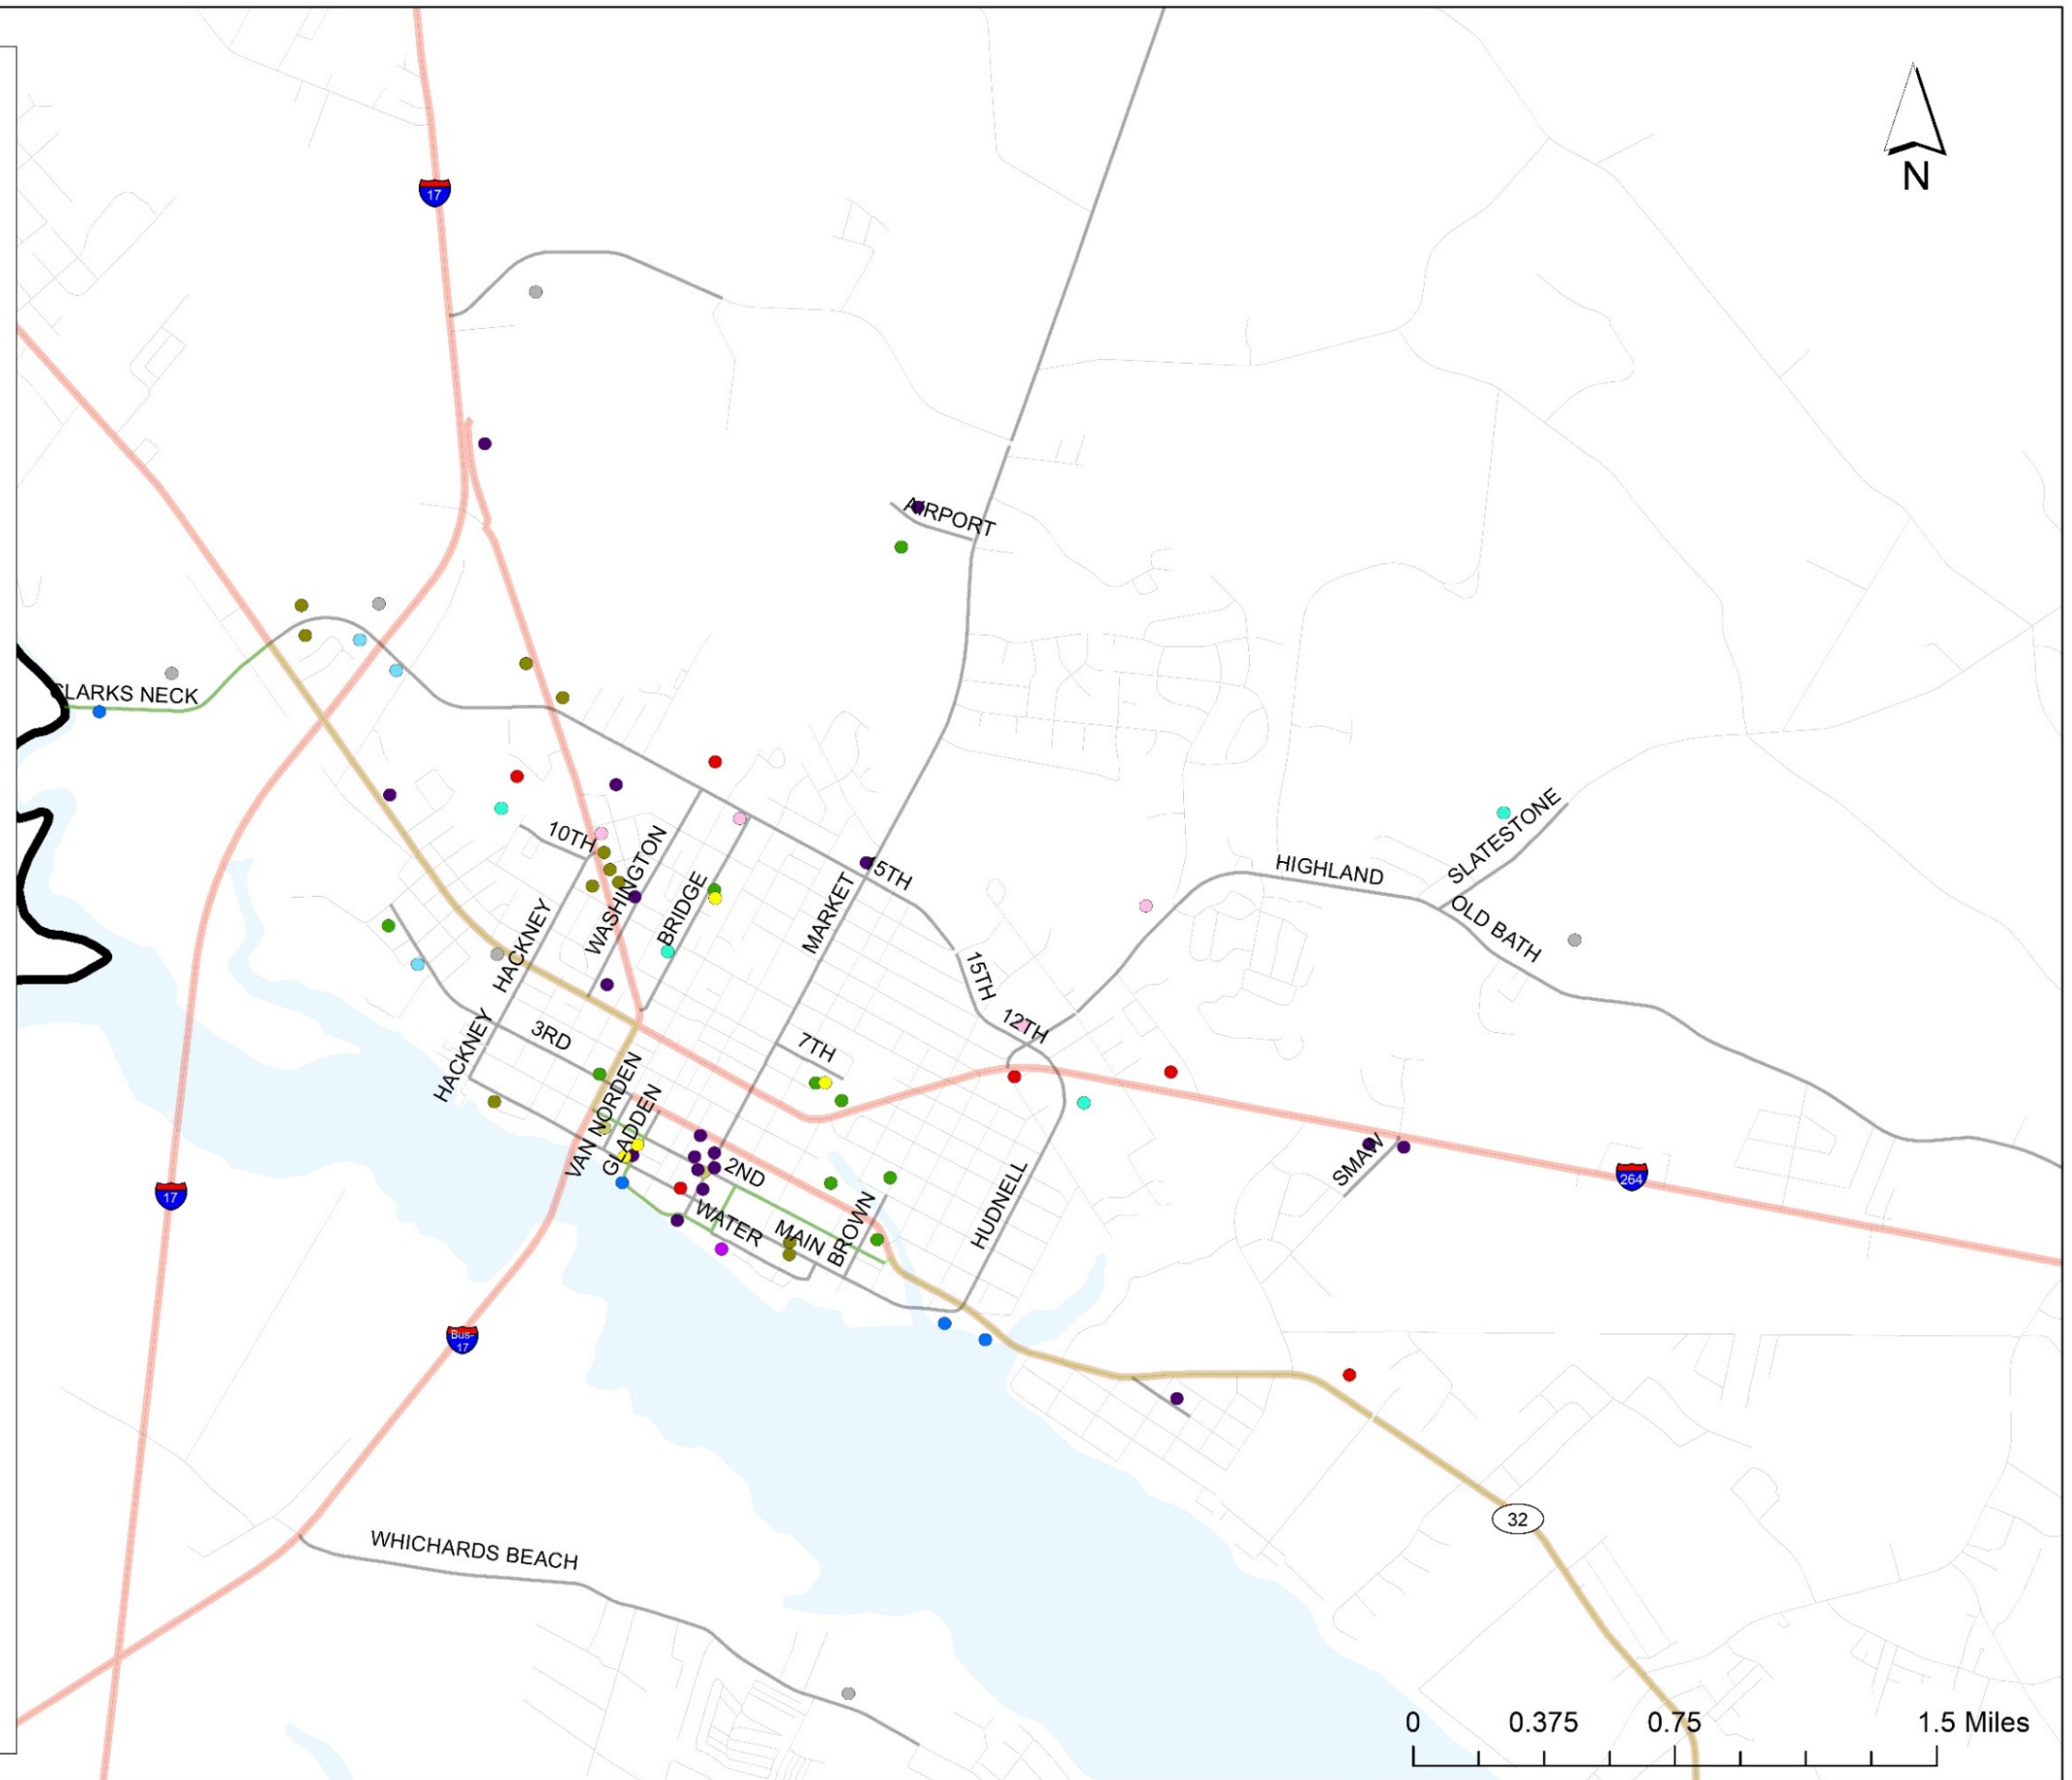 N
17
AIRPORT
CLARKS NECK
10TH
WASHINGTON
BRIDGE
HACKNEY
MARKET
15TH
HIGHLAND
SLATESTONE
OLD BATH
15TH
12TH
HACKNEY
3RD
7TH
VAN NORDEN
GLADDEN
2ND
WATER
MAIN
BROWN
HUDNELL
SMAW
264
17
Bus-
17
32
WHICHARDS BEACH
0 0.375 0.75 1.5 Miles